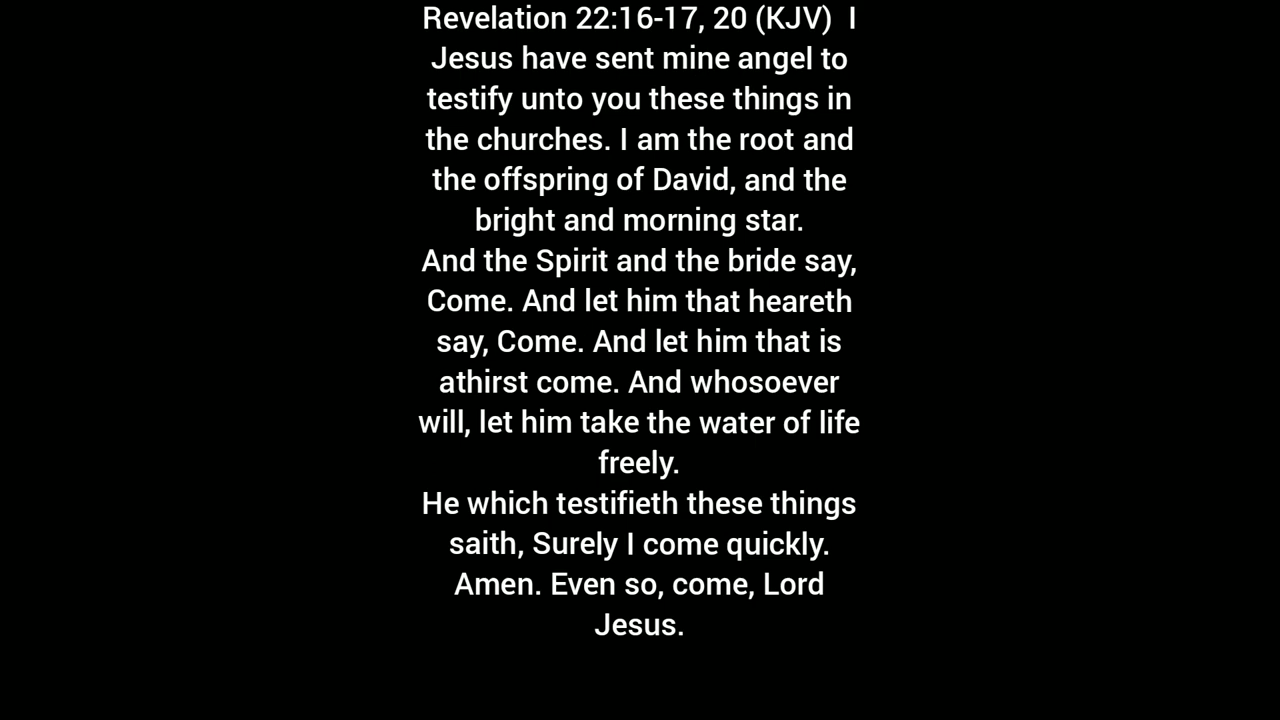 Revelation 22:16-17, 20 (KJV)  I
Jesus have sent mine angel to
testify unto you these things in
the churches. I am the root and
the offspring of David, and the
bright and morning star.
And the Spirit and the bride say,
Come. And let him that heareth
say, Come. And let him that is
athirst come. And whosoever
will, let him take the water of life
freely.
He which testifieth these things
saith, Surely I come quickly.
Amen. Even so, come, Lord
Jesus.